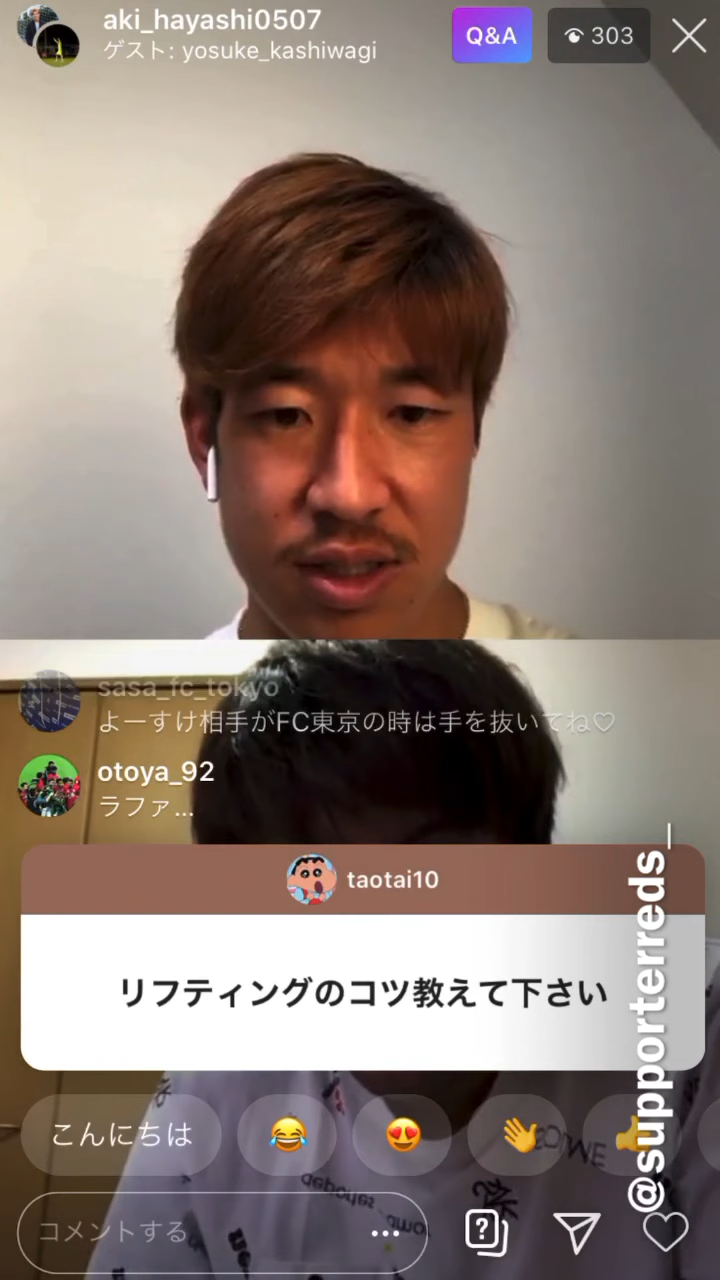 aki_hayashi0507
ゲスト: yosuke_kashiwagi
Q&A
303
sasa_fc_tokyo
よーすけ相手がFC東京の時は手を抜いてね♡
otoya_92
ラファ...
taotai10
リフティングのコツ教えて下さい
@supporterreds_
こんにちは
😂
😍
👋
👍
コメントする
deportes
amor